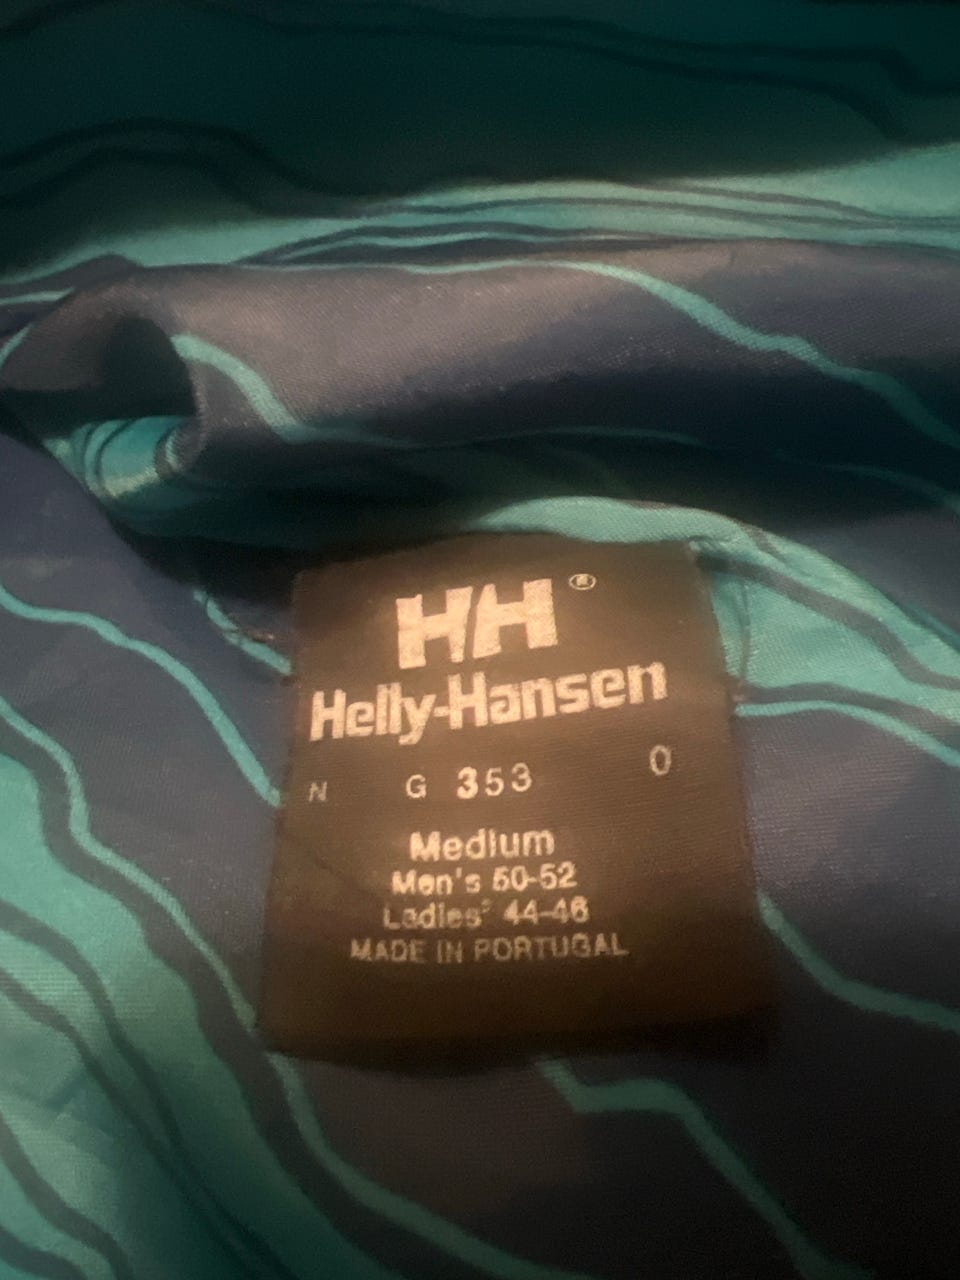 HH®
Helly-Hansen
N G 353 0
Medium
Men's 50-52
Ladies' 44-46
MADE IN PORTUGAL